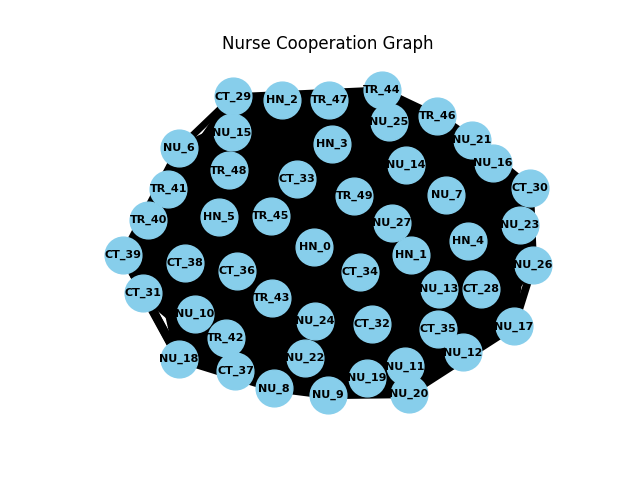 Nurse Cooperation Graph
TR_44
CT_29
HN_2
TR_47
TR_46
NU_25
NU_15
NU_21
HN_3
NU_6
NU_16
NU_14
TR_48
CT_33
CT_30
TR_41
NU_7
TR_49
HN_5
TR_45
TR_40
NU_27
NU_23
HN_4
HN_0
CT_39
HN_1
CT_38
NU_26
CT_36
CT_34
NU_13
CT_28
CT_31
TR_43
NU_10
NU_24
CT_32
NU_17
CT_35
TR_42
NU_12
NU_22
NU_18
NU_11
CT_37
NU_19
NU_8
NU_20
NU_9